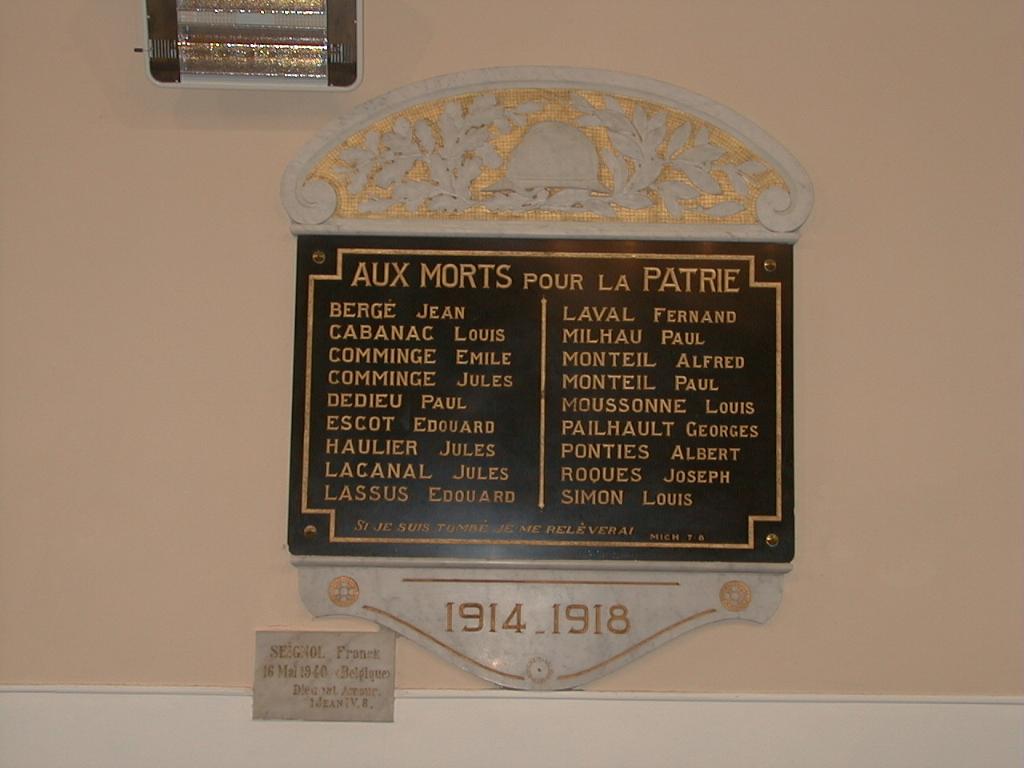 AUX MORTS POUR LA PATRIE
BERGÉ JEAN
CABANAC LOUIS
COMMINGE EMILE
COMMINGE JULES
DEDIEU PAUL
ESCOT EDOUARD
HAULIER JULES
LACANAL JULES
LASSUS EDOUARD
LAVAL FERNAND
MILHAU PAUL
MONTEIL ALFRED
MONTEIL PAUL
MOUSSONNE LOUIS
PAILHAULT GEORGES
PONTIES ALBERT
ROQUES JOSEPH
SIMON LOUIS
SI JE SUIS TOMBÉ JE ME RELÈVERAI MICH 7-8
1914-1918
SEIGNOL Franck
16 Mai 1940 (Belgique)
Dieu est Amour.
1 JEAN IV. 8.